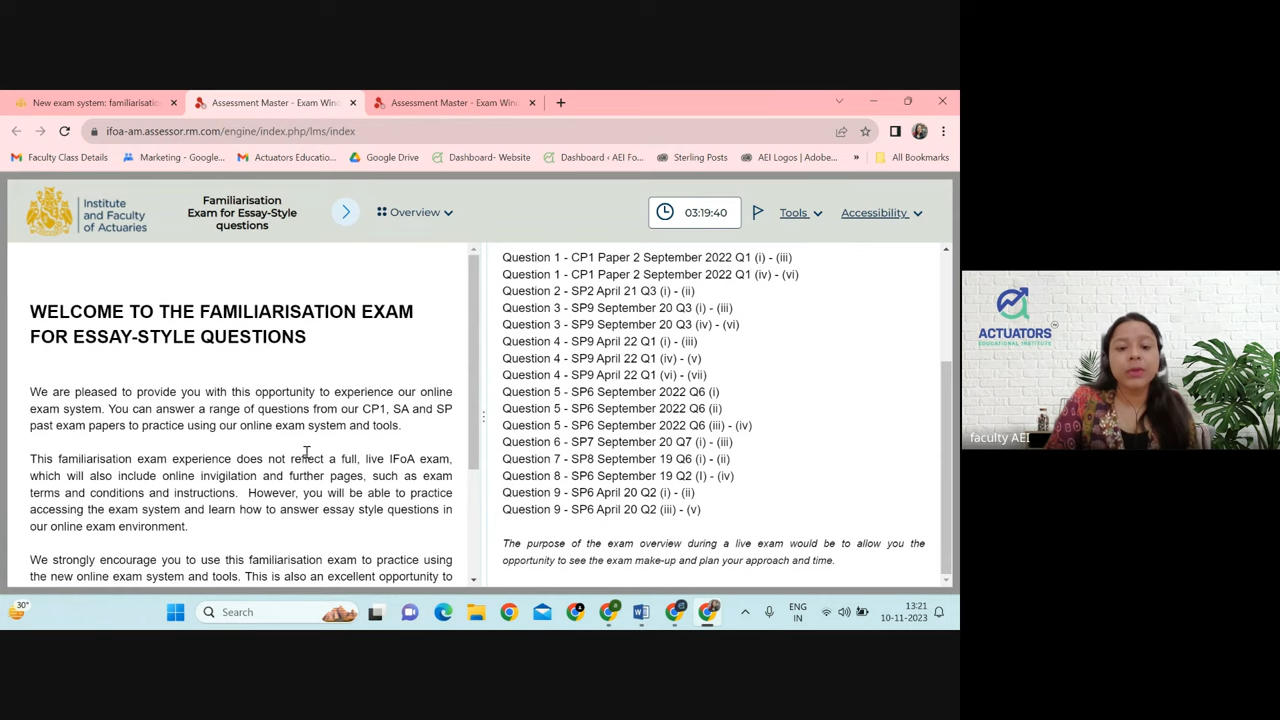 New exam system: familiarisatio
Assessment Master - Exam Win
Assessment Master - Exam Win
ifoa-am.assessor.rm.com/engine/index.php/lms/index
Faculty Class Details
Marketing - Google...
Actuators Educatio...
Google Drive
Dashboard- Website
Dashboard ‹ AEI Fo...
Sterling Posts
AEI Logos | Adobe...
»
All Bookmarks
Institute
and Faculty
of Actuaries
Familiarisation
Exam for Essay-Style
questions
Overview
03:19:40
Tools
Accessibility
WELCOME TO THE FAMILIARISATION EXAM
FOR ESSAY-STYLE QUESTIONS
We are pleased to provide you with this opportunity to experience our online
exam system. You can answer a range of questions from our CP1, SA and SP
past exam papers to practice using our online exam system and tools.
This familiarisation exam experience does not reflect a full, live IFoA exam,
which will also include online invigilation and further pages, such as exam
terms and conditions and instructions. However, you will be able to practice
accessing the exam system and learn how to answer essay style questions in
our online exam environment.
We strongly encourage you to use this familiarisation exam to practice using
the new online exam system and tools. This is also an excellent opportunity to
Question 1 - CP1 Paper 2 September 2022 Q1 (i) - (iii)
Question 1 - CP1 Paper 2 September 2022 Q1 (iv) - (vi)
Question 2 - SP2 April 21 Q3 (i) - (ii)
Question 3 - SP9 September 20 Q3 (i) - (iii)
Question 3 - SP9 September 20 Q3 (iv) - (vi)
Question 4 - SP9 April 22 Q1 (i) - (iii)
Question 4 - SP9 April 22 Q1 (iv) - (v)
Question 4 - SP9 April 22 Q1 (vi) - (vii)
Question 5 - SP6 September 2022 Q6 (i)
Question 5 - SP6 September 2022 Q6 (ii)
Question 5 - SP6 September 2022 Q6 (iii) - (iv)
Question 6 - SP7 September 20 Q7 (i) - (iii)
Question 7 - SP8 September 19 Q6 (i) - (ii)
Question 8 - SP6 September 19 Q2 (I) - (iv)
Question 9 - SP6 April 20 Q2 (i) - (ii)
Question 9 - SP6 April 20 Q2 (iii) - (v)
The purpose of the exam overview during a live exam would be to allow you the
opportunity to see the exam make-up and plan your approach and time.
ACTUATORS
EDUCATIONAL INSTITUTE
faculty AEI
30°
Search
ENG
IN
13:21
10-11-2023